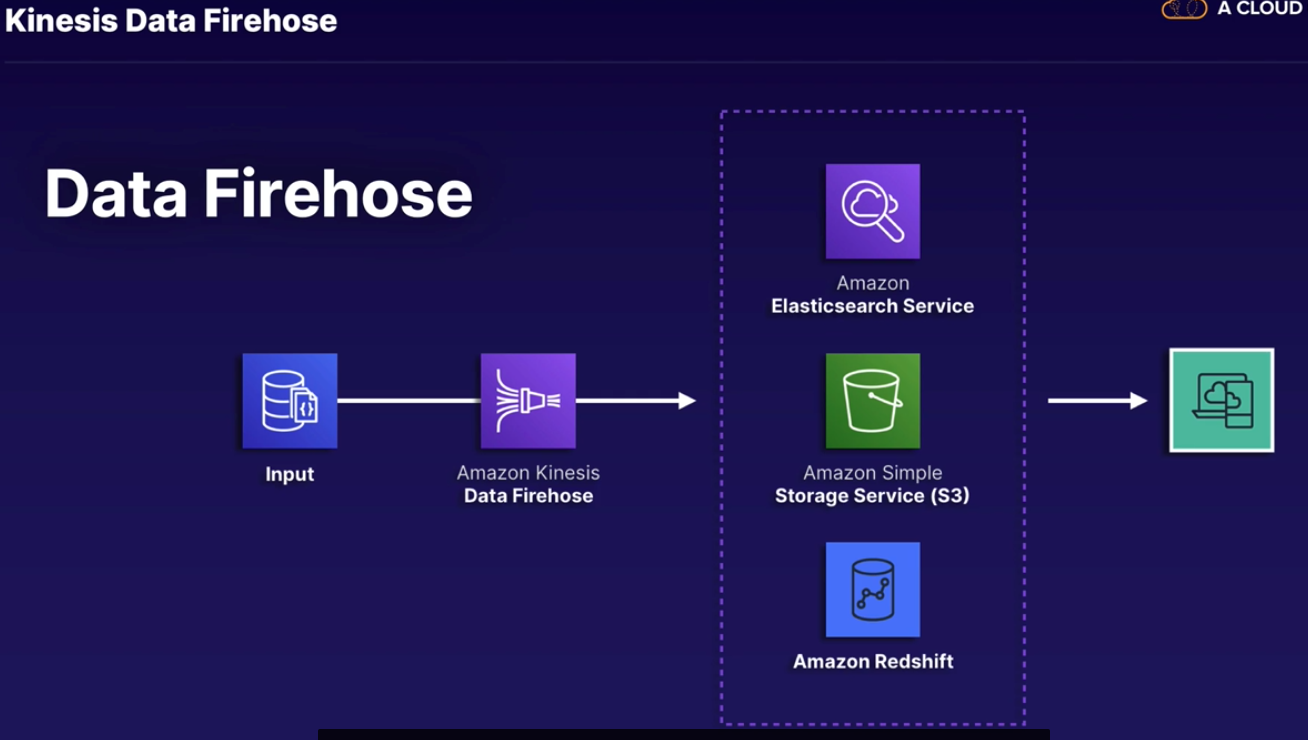 Kinesis Data Firehose
A CLOUD
Data Firehose
Amazon
Elasticsearch Service
Input
Amazon Kinesis
Data Firehose
Amazon Simple
Storage Service (S3)
Amazon Redshift